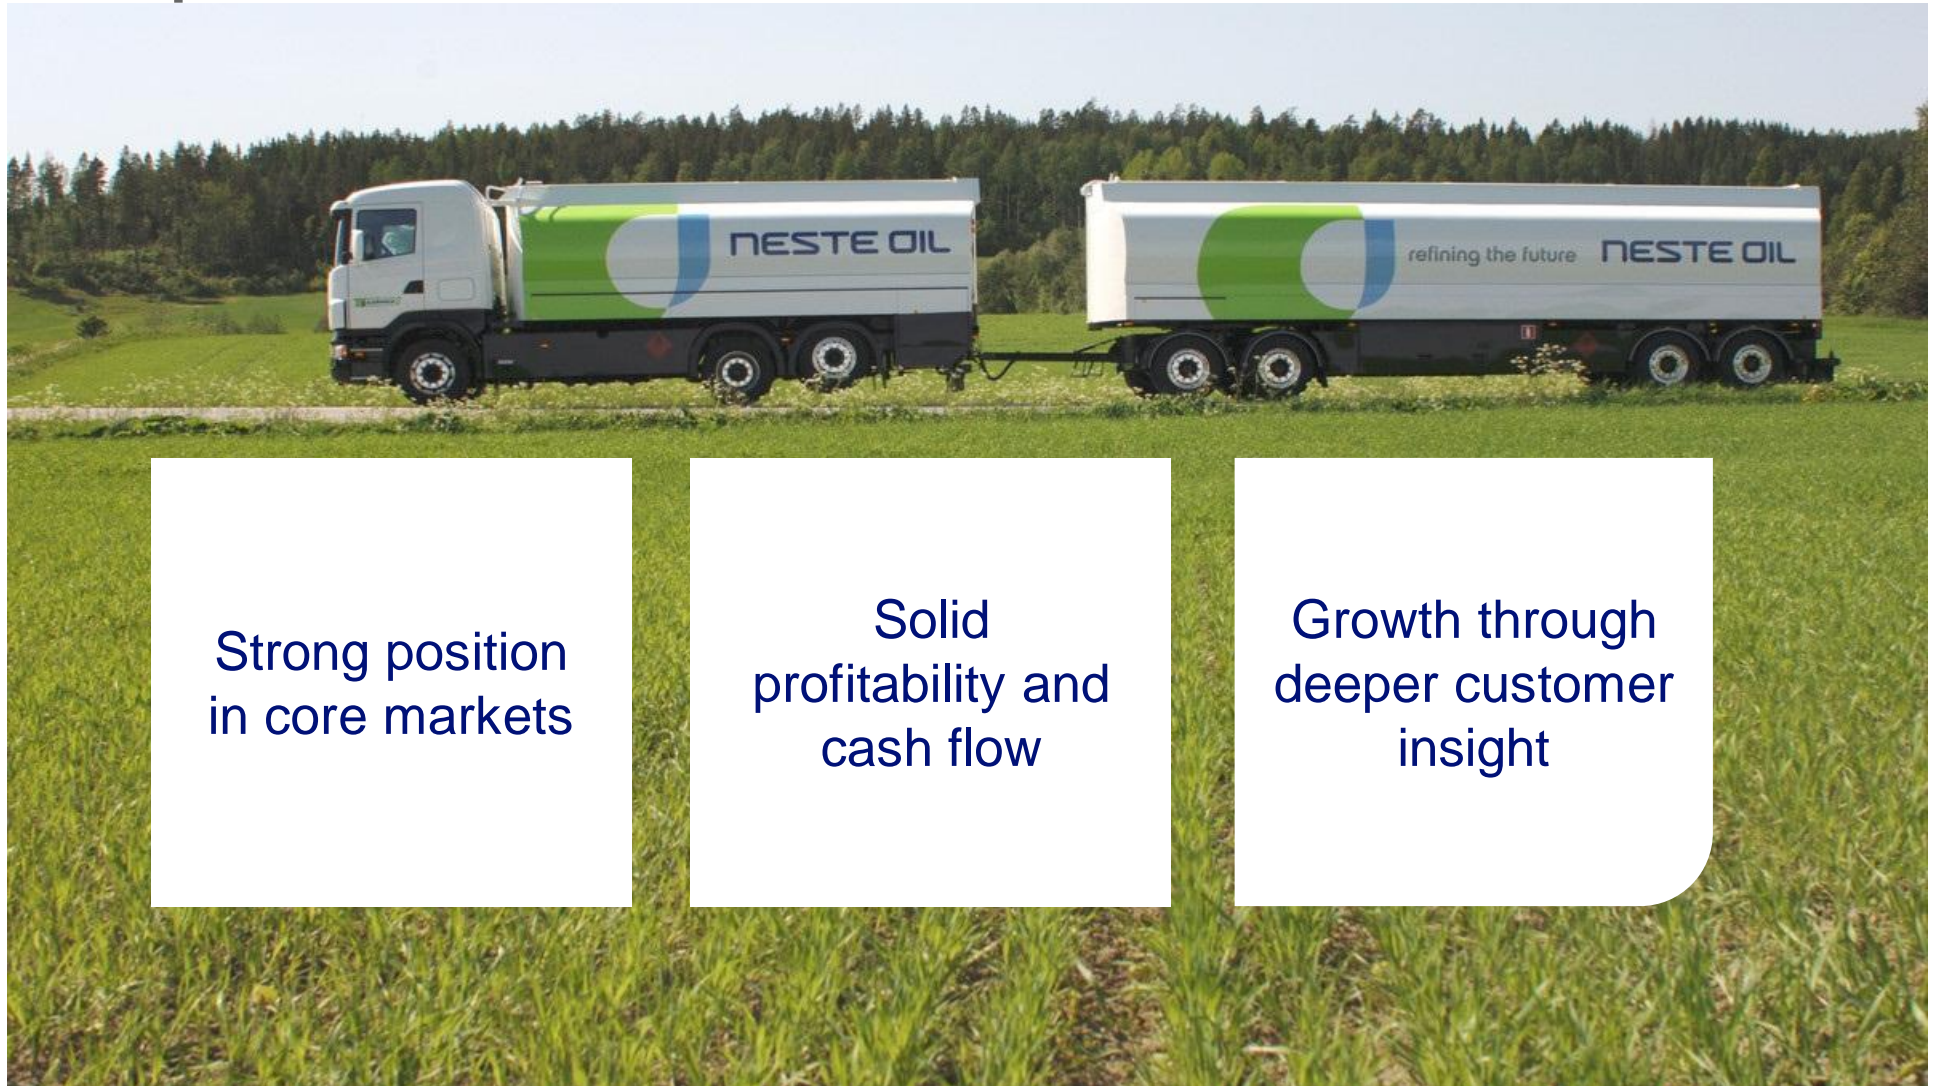 NESTE OIL
refining the future NESTE OIL
Strong position
in core markets
Solid
profitability and
cash flow
Growth through
deeper customer
insight